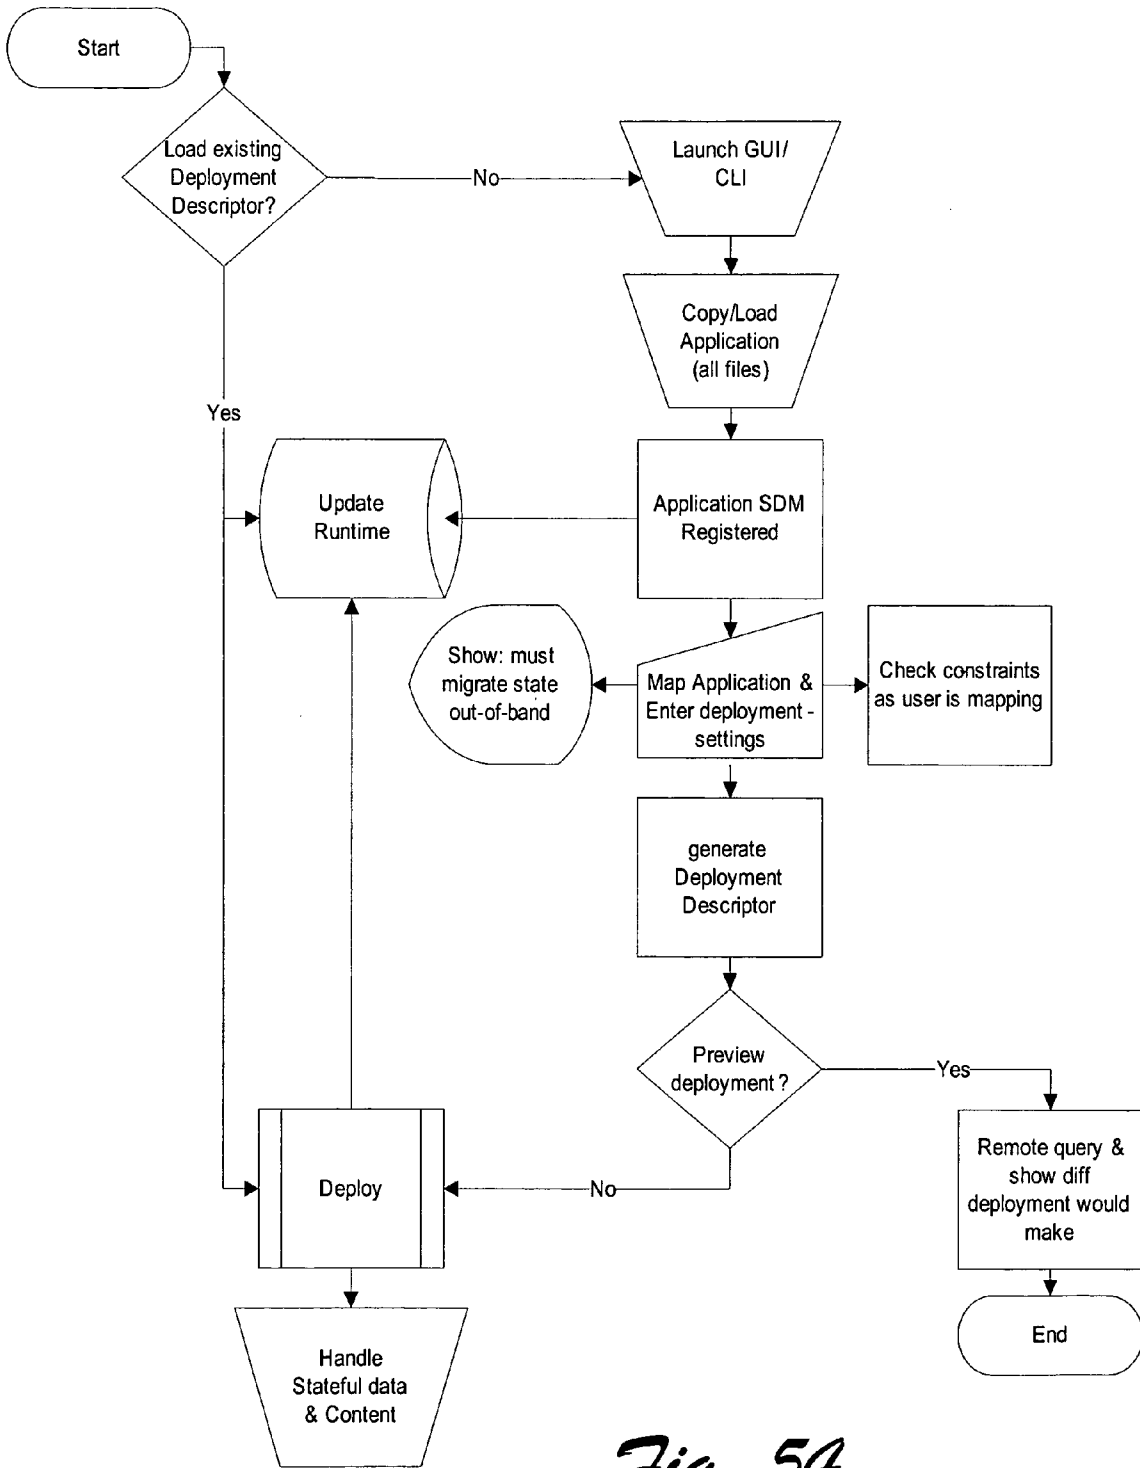 Start
Load existing
Deployment
Descriptor?
No
Launch GUI/
CLI
Copy/Load
Application
(all files)
Yes
Update
Runtime
Application SDM
Registered
Show: must
migrate state
out-of-band
Map Application &
Enter deployment -
settings
Check constraints
as user is mapping
generate
Deployment
Descriptor
Preview
deployment?
Yes
Remote query &
show diff
deployment would
make
Deploy
No
End
Handle
Stateful data
& Content
Fig. 5A